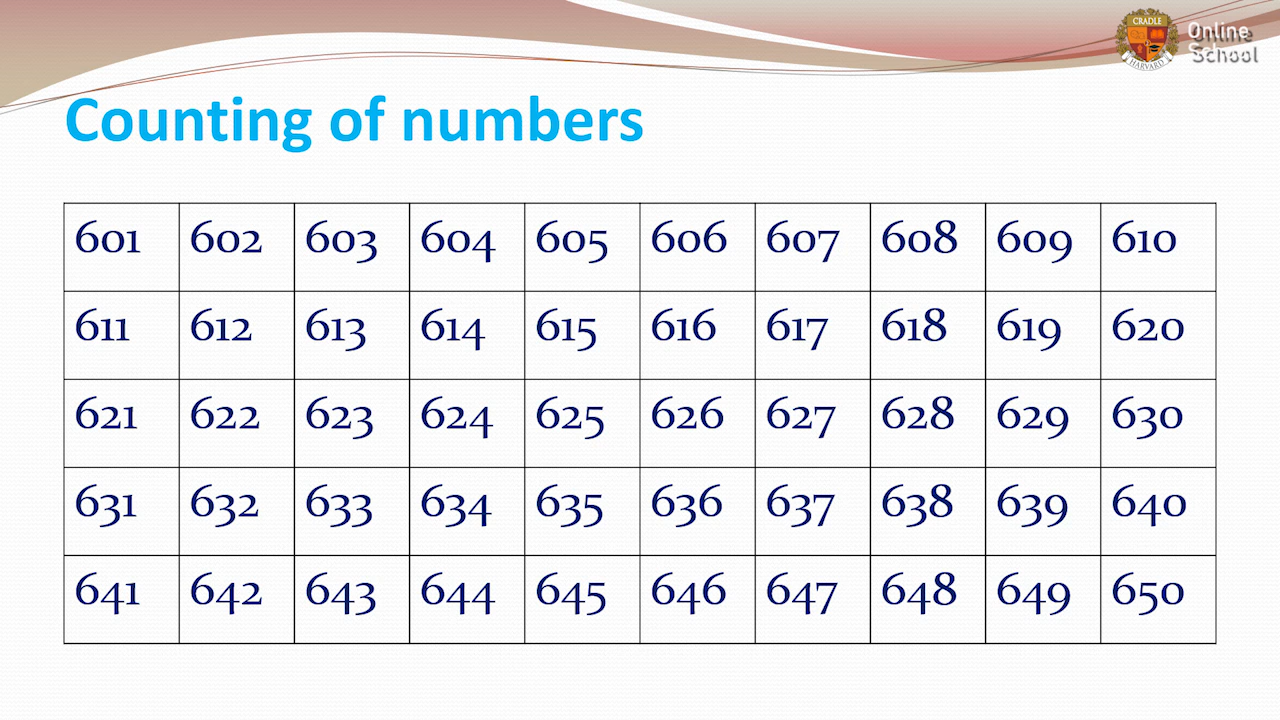 CRADLE
HARVARD
Online
School
Counting of numbers
601 602 603 604 605 606 607 608 609 610
611 612 613 614 615 616 617 618 619 620
621 622 623 624 625 626 627 628 629 630
631 632 633 634 635 636 637 638 639 640
641 642 643 644 645 646 647 648 649 650